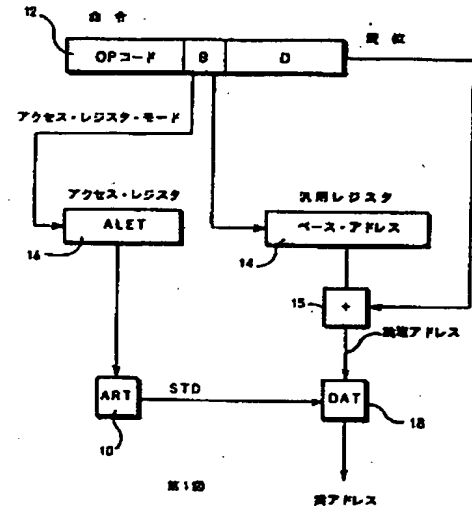 命令
12
OPコード B D
変位
アクセス・レジスタ・モード
アクセス・レジスタ
汎用レジスタ
ALET
ベース・アドレス
16
14
15
+
論理アドレス
ART
STD
DAT
10
18
第1図
実アドレス